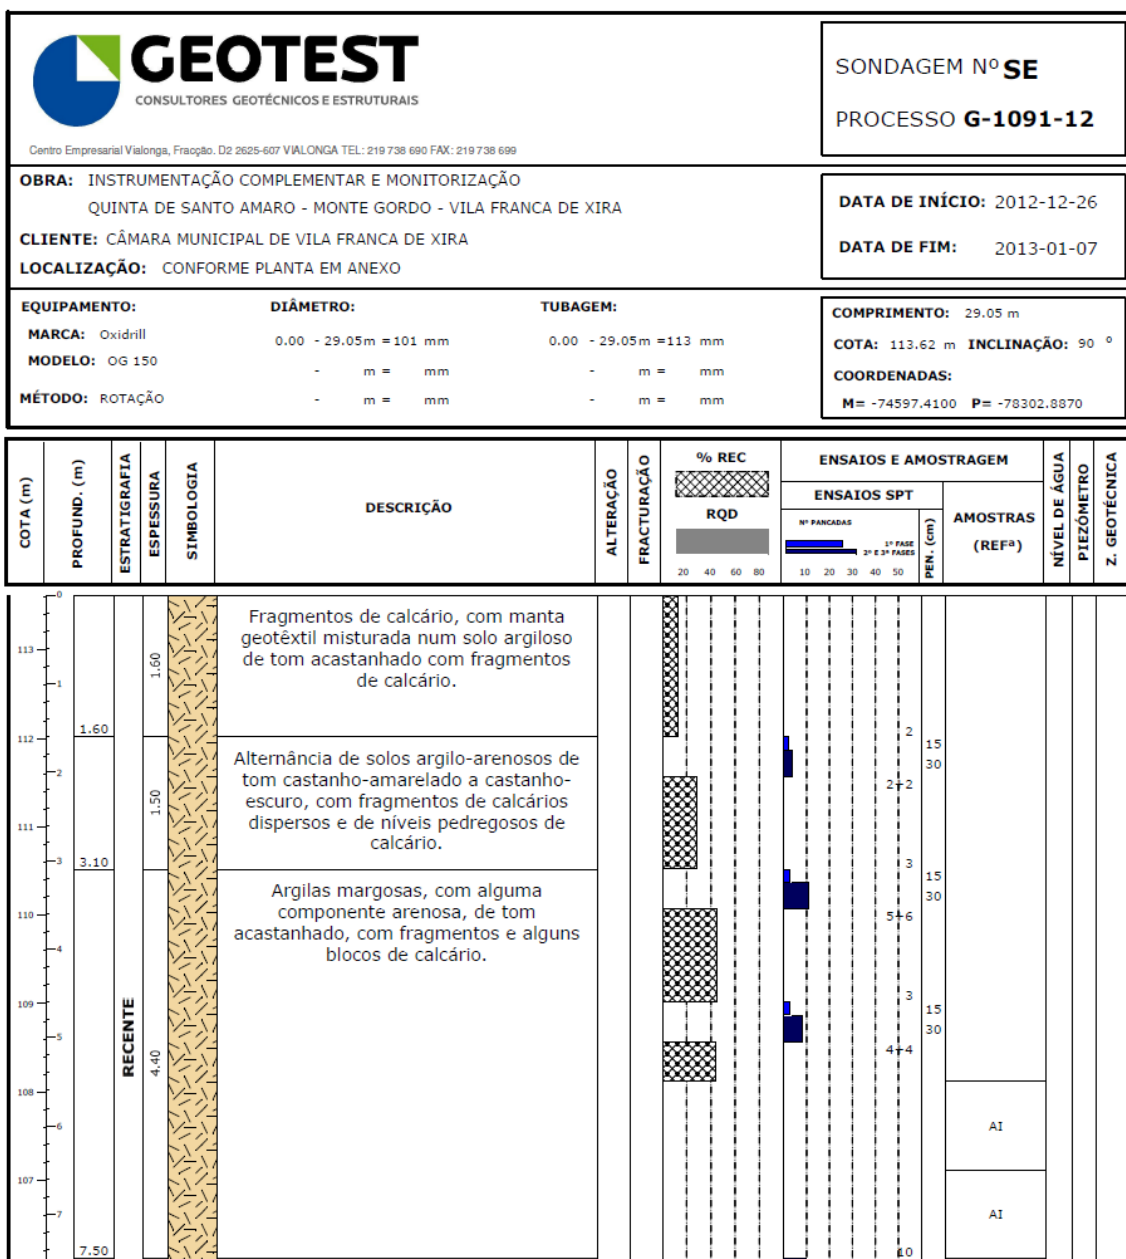 GEOTEST
CONSULTORES GEOTÉCNICOS E ESTRUTURAIS
Centro Empresarial Vialonga, Fracção. D2 2625-607 VIALONGA TEL: 219 738 690 FAX: 219 738 699
SONDAGEM Nº SE
PROCESSO G-1091-12
OBRA: INSTRUMENTAÇÃO COMPLEMENTAR E MONITORIZAÇÃO
QUINTA DE SANTO AMARO - MONTE GORDO - VILA FRANCA DE XIRA
CLIENTE: CÂMARA MUNICIPAL DE VILA FRANCA DE XIRA
LOCALIZAÇÃO: CONFORME PLANTA EM ANEXO
DATA DE INÍCIO: 2012-12-26
DATA DE FIM: 2013-01-07
EQUIPAMENTO:
MARCA: Oxidrill
MODELO: OG 150
MÉTODO: ROTAÇÃO
DIÂMETRO:
0.00 - 29.05m =101 mm
- m = mm
- m = mm
TUBAGEM:
0.00 - 29.05m =113 mm
- m = mm
- m = mm
COMPRIMENTO: 29.05 m
COTA: 113.62 m INCLINAÇÃO: 90 º
COORDENADAS:
M= -74597.4100 P= -78302.8870
COTA (m)
PROFUND. (m)
ESTRATIGRAFIA
ESPESSURA
SIMBOLOGIA
DESCRIÇÃO
ALTERAÇÃO
FRACTURAÇÃO
% REC
RQD
20 40 60 80
ENSAIOS E AMOSTRAGEM
ENSAIOS SPT
Nº PANCADAS
1ª FASE
2ª E 3ª FASES
10 20 30 40 50
PEN. (cm)
AMOSTRAS
(REFª)
NÍVEL DE ÁGUA
PIEZÓMETRO
Z. GEOTÉCNICA
0
113
1
1.60
112
2
111
3
3.10
110
4
109
5
108
6
107
7
7.50
RECENTE
1.60
1.50
4.40
Fragmentos de calcário, com manta
geotêxtil misturada num solo argiloso
de tom acastanhado com fragmentos
de calcário.
Alternância de solos argilo-arenosos de
tom castanho-amarelado a castanho-
escuro, com fragmentos de calcários
dispersos e de níveis pedregosos de
calcário.
Argilas margosas, com alguma
componente arenosa, de tom
acastanhado, com fragmentos e alguns
blocos de calcário.
2
15
30
2+2
3
15
30
5+6
3
15
30
4+4
10
AI
AI